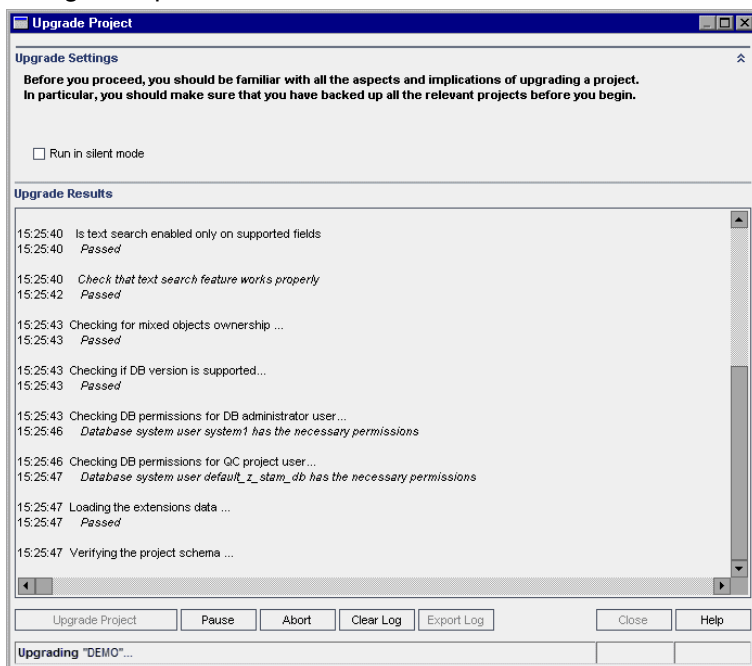 Upgrade Project
Upgrade Settings
Before you proceed, you should be familiar with all the aspects and implications of upgrading a project.
In particular, you should make sure that you have backed up all the relevant projects before you begin.
Run in silent mode
Upgrade Results
15:25:40 Is text search enabled only on supported fields
15:25:40 Passed
15:25:40 Check that text search feature works properly
15:25:42 Passed
15:25:43 Checking for mixed objects ownership ...
15:25:43 Passed
15:25:43 Checking if DB version is supported...
15:25:43 Passed
15:25:43 Checking DB permissions for DB administrator user...
15:25:46 Database system user system1 has the necessary permissions
15:25:46 Checking DB permissions for QC project user...
15:25:47 Database system user default_z_stam_db has the necessary permissions
15:25:47 Loading the extensions data ...
15:25:47 Passed
15:25:47 Verifying the project schema ...
Upgrade Project Pause Abort Clear Log Export Log Close Help
Upgrading "DEMO"...